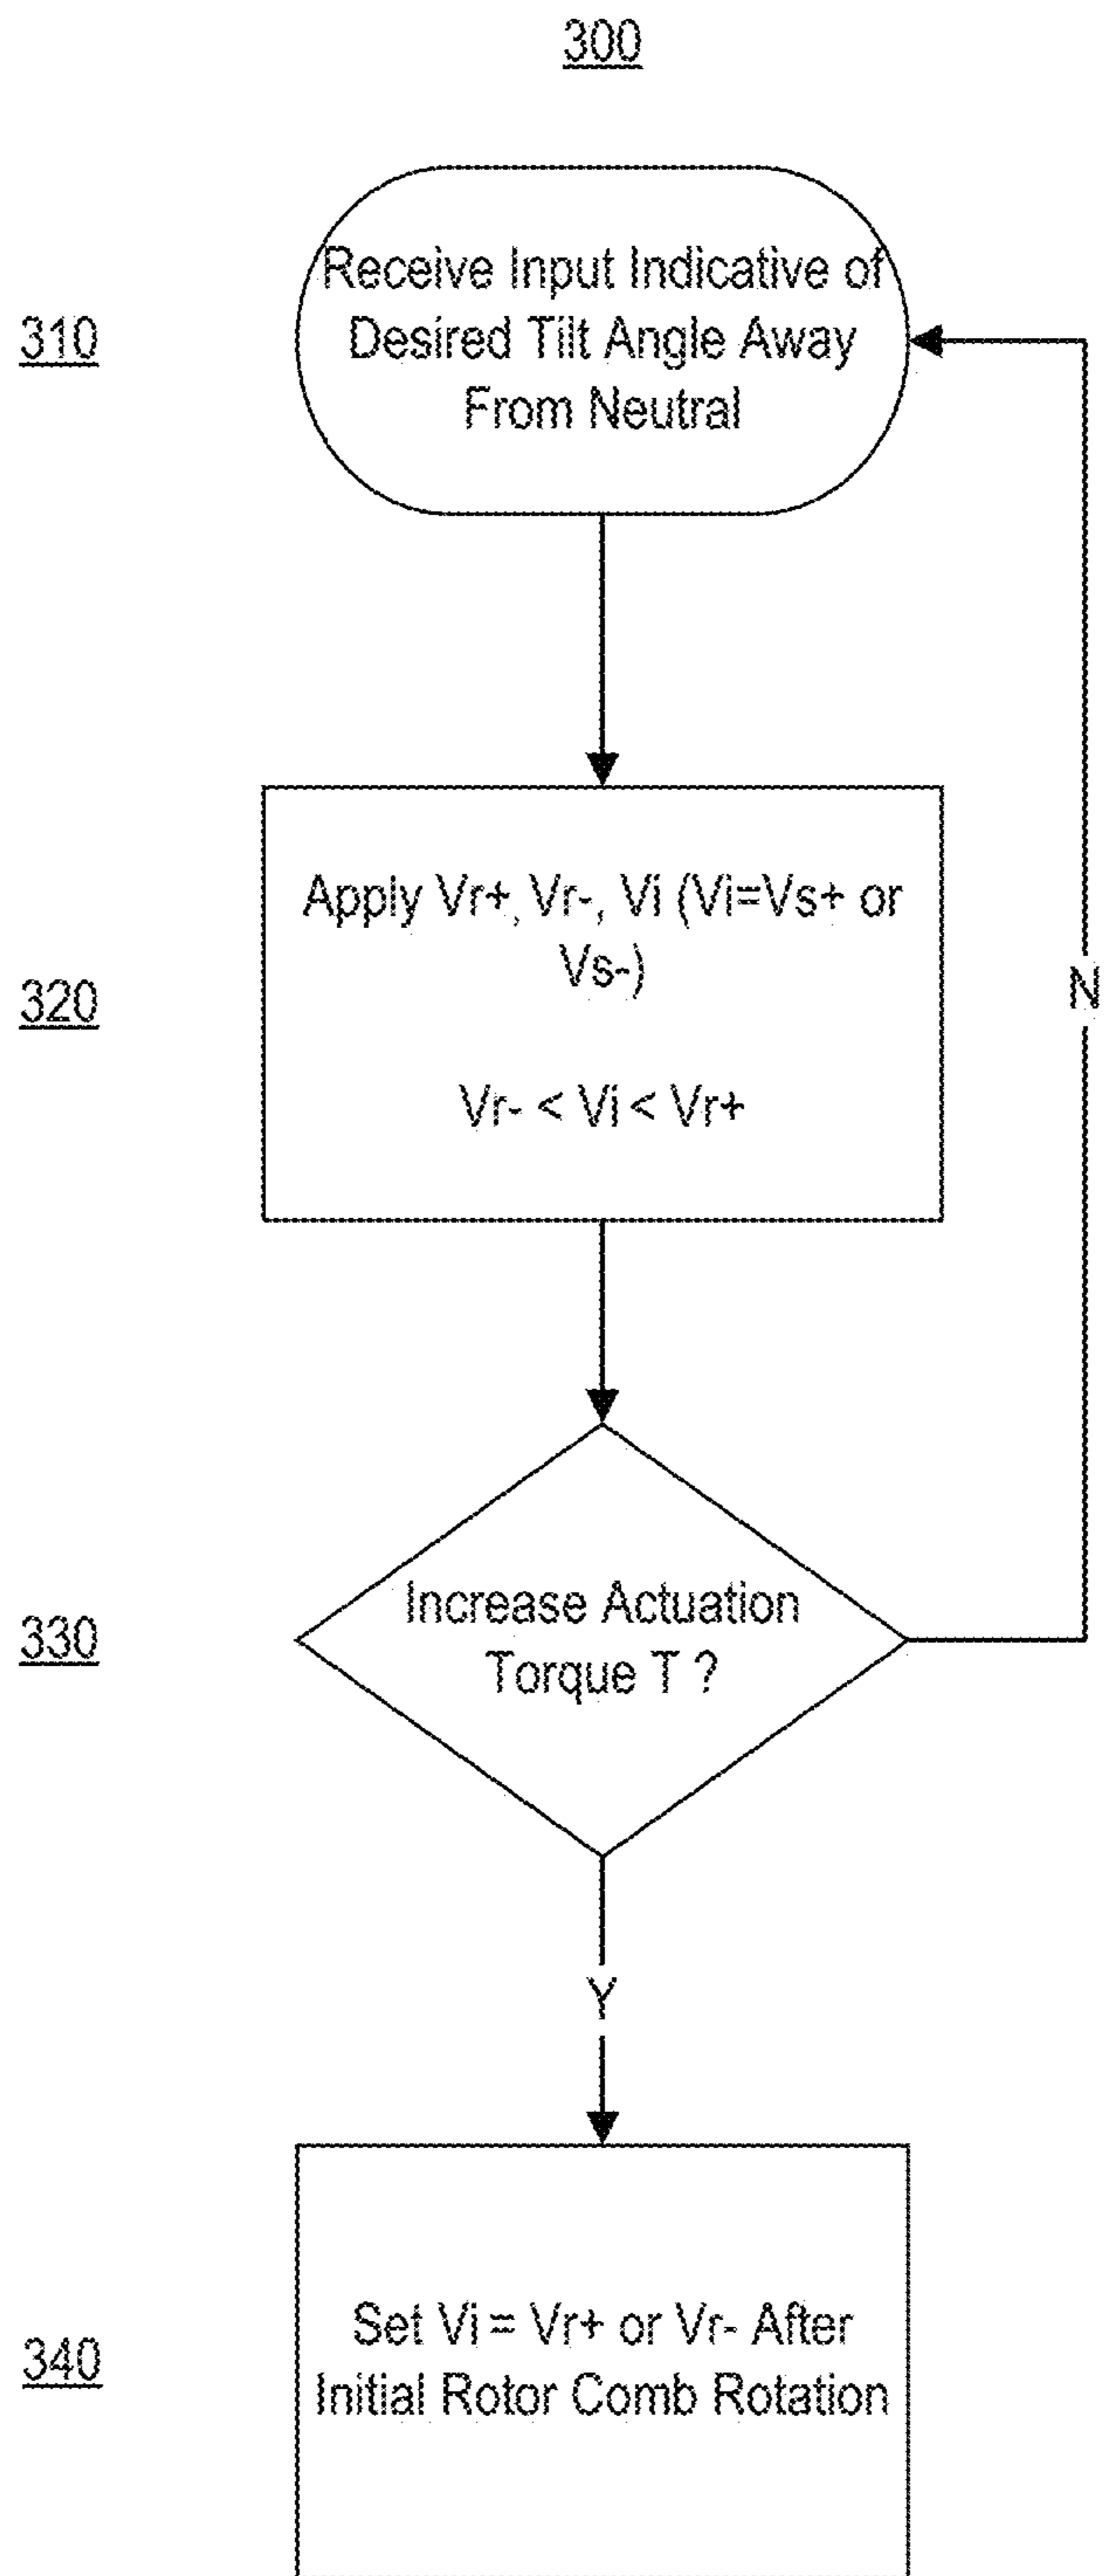 300
310
Receive Input Indicative of
Desired Tilt Angle Away
From Neutral
320
Apply Vr+, Vr-, Vi (Vi=Vs+ or
Vs-)
Vr- < Vi < Vr+
N
330
Increase Actuation
Torque T ?
Y
340
Set Vi = Vr+ or Vr- After
Initial Rotor Comb Rotation